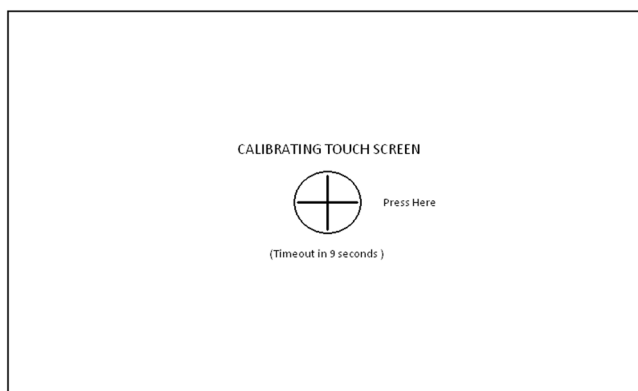 CALIBRATING TOUCH SCREEN
Press Here
(Timeout in 9 seconds )